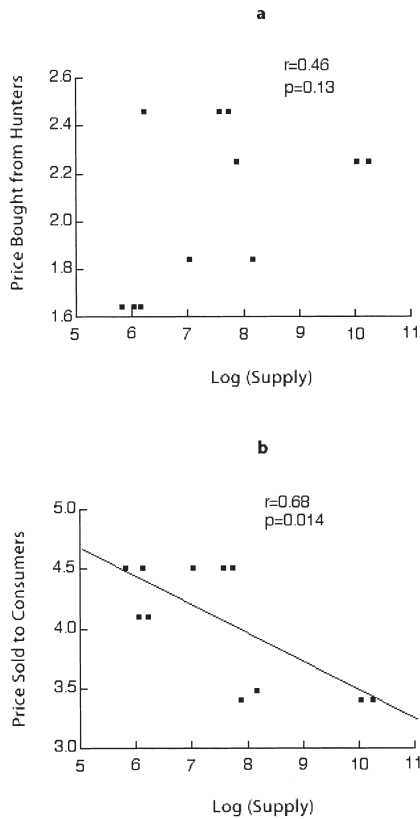 a
r=0.46
p=0.13
Price Bought from Hunters
2.6
2.4
2.2
2.0
1.8
1.6
5 6 7 8 9 10 11
Log (Supply)
b
r=0.68
p=0.014
Price Sold to Consumers
5.0
4.5
4.0
3.5
3.0
5 6 7 8 9 10 11
Log (Supply)